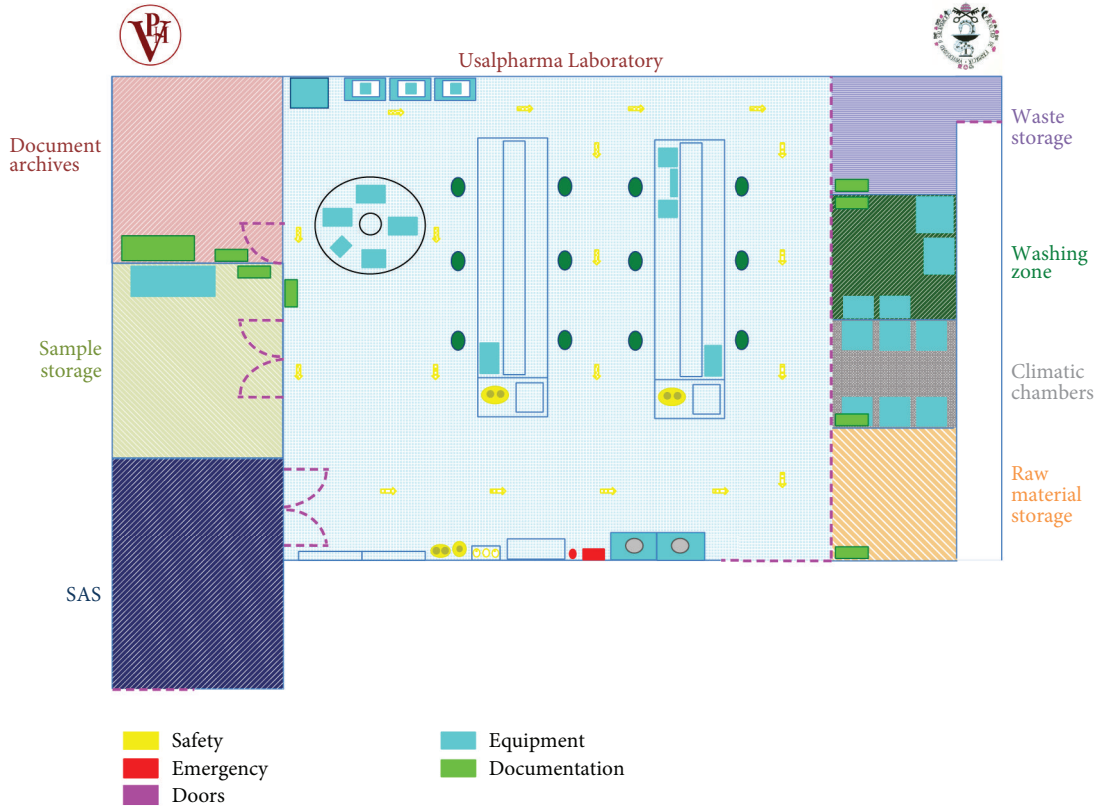 VPHA
Usalpharma Laboratory
Document
archives
Waste
storage
Washing
zone
Sample
storage
Climatic
chambers
Raw
material
storage
SAS
Safety
Emergency
Doors
Equipment
Documentation